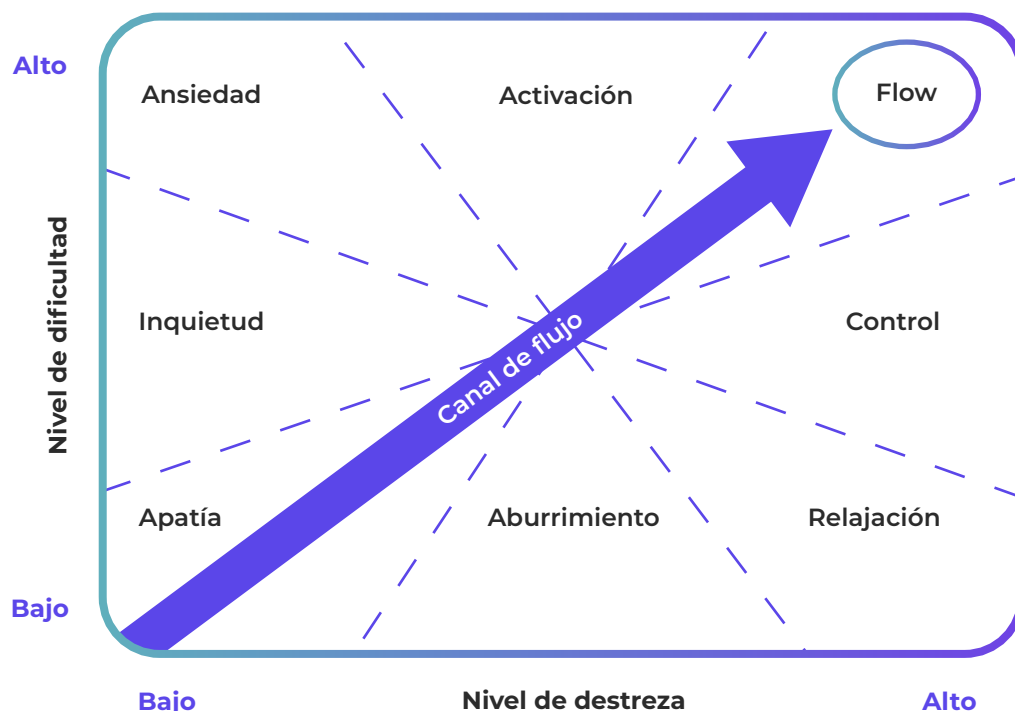 Alto
Ansiedad
Activación
Flow
Nivel de dificultad
Inquietud
Canal de flujo
Control
Apatía
Aburrimiento
Relajación
Bajo
Bajo
Nivel de destreza
Alto